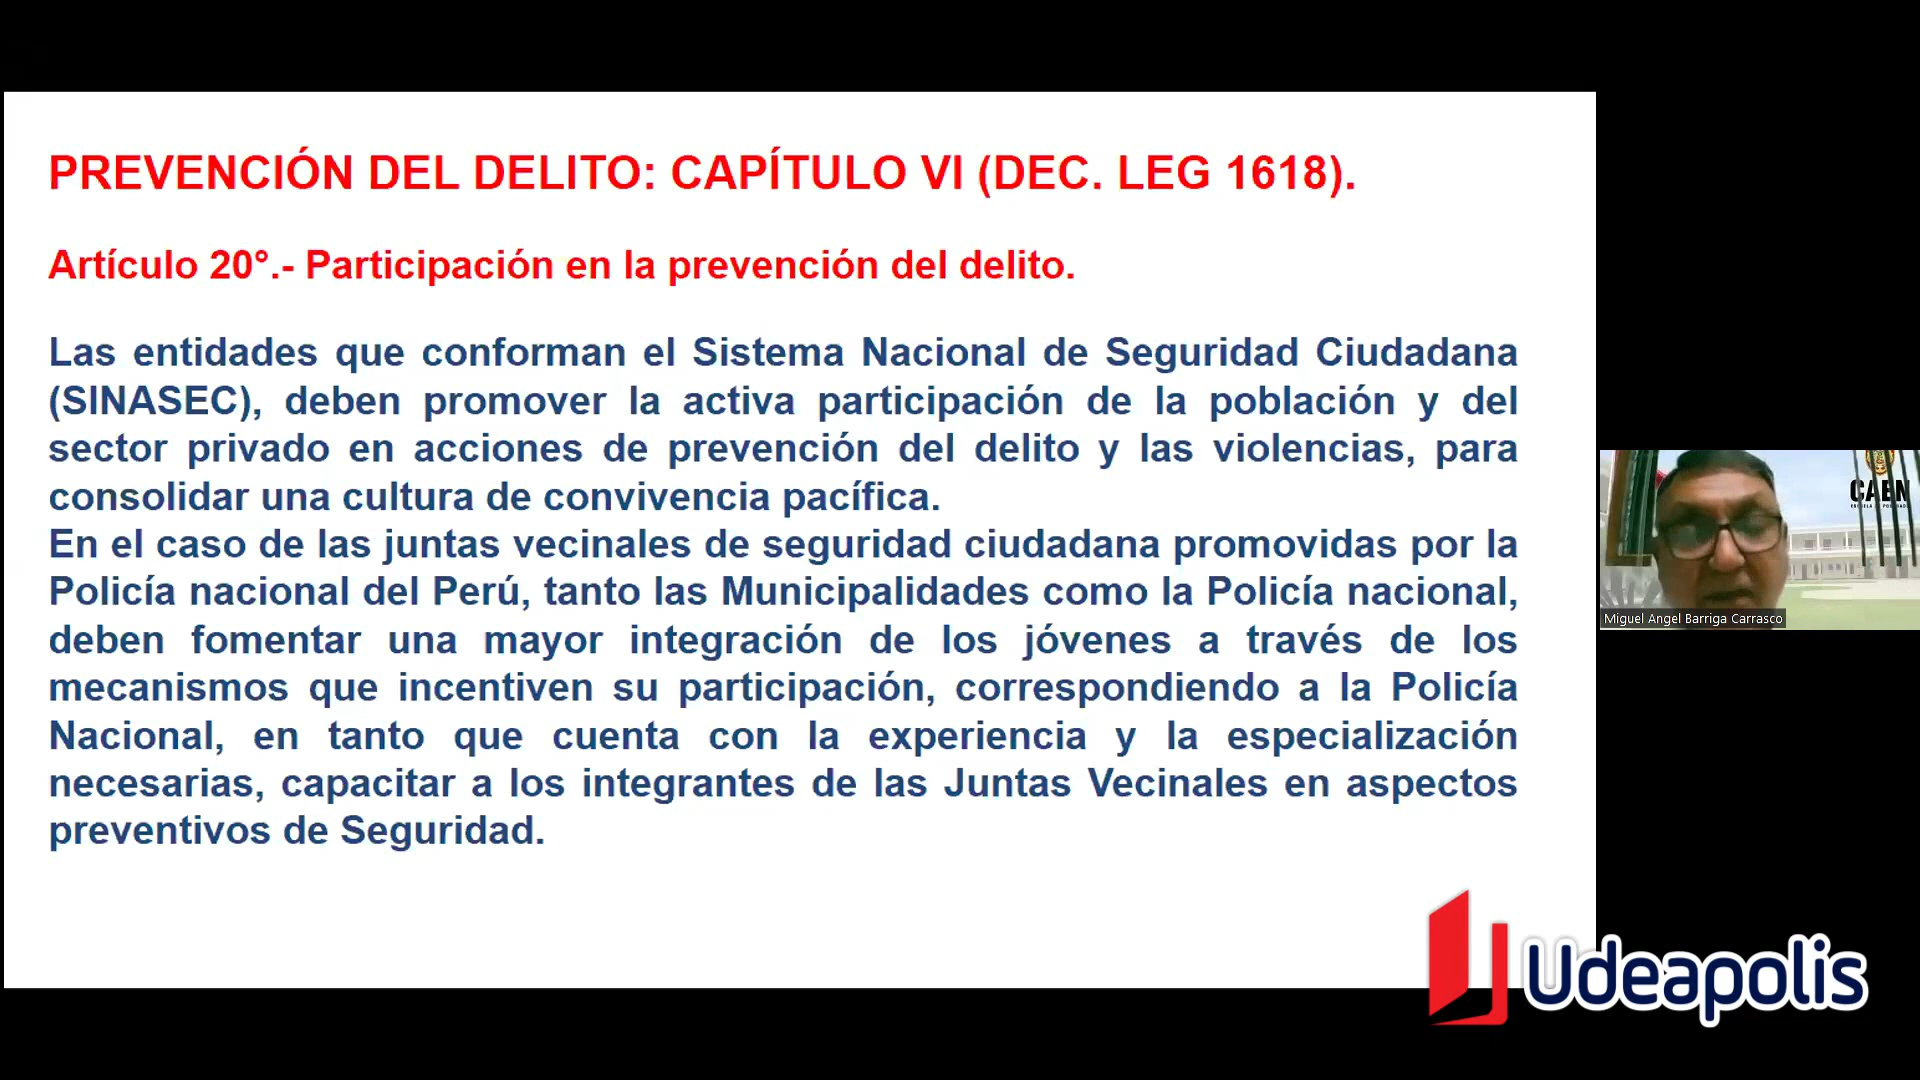 PREVENCIÓN DEL DELITO: CAPÍTULO VI (DEC. LEG 1618).
Artículo 20°.- Participación en la prevención del delito.
Las entidades que conforman el Sistema Nacional de Seguridad Ciudadana
(SINASEC), deben promover la activa participación de la población y del
sector privado en acciones de prevención del delito y las violencias, para
consolidar una cultura de convivencia pacífica.
En el caso de las juntas vecinales de seguridad ciudadana promovidas por la
Policía nacional del Perú, tanto las Municipalidades como la Policía nacional,
deben fomentar una mayor integración de los jóvenes a través de los
mecanismos que incentiven su participación, correspondiendo a la Policía
Nacional, en tanto que cuenta con la experiencia y la especialización
necesarias, capacitar a los integrantes de las Juntas Vecinales en aspectos
preventivos de Seguridad.
CAEN
Miguel Angel Barriga Carrasco
Udeapolis